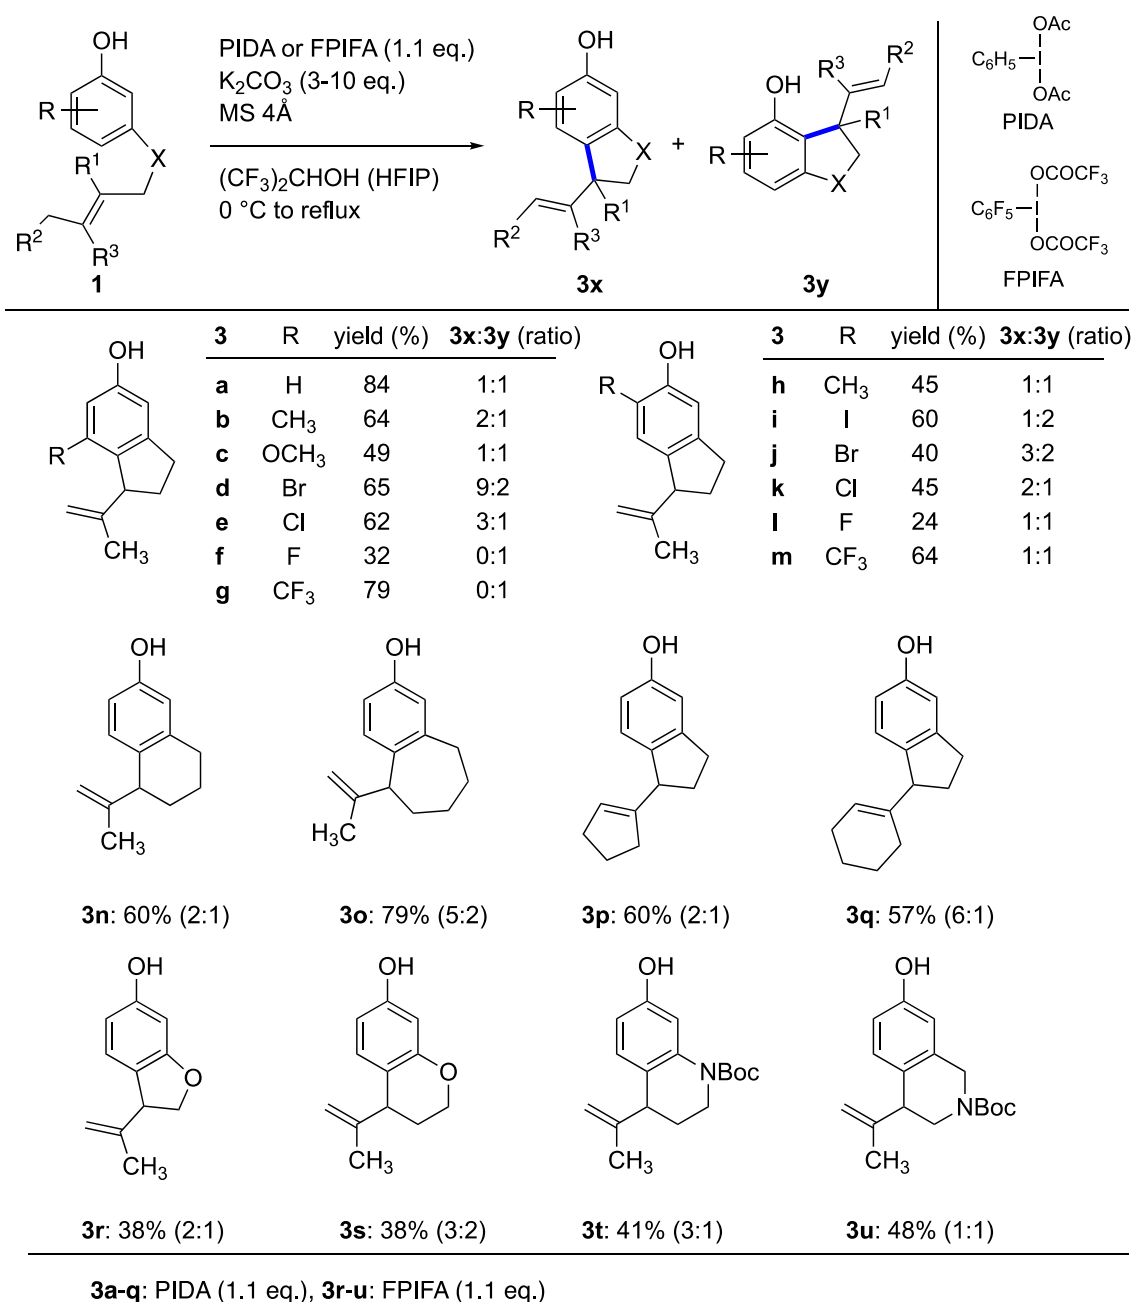 OH
R
X
R¹
R²
R³
1
PIDA or FPIFA (1.1 eq.)
K₂CO₃ (3-10 eq.)
MS 4Å
(CF₃)₂CHOH (HFIP)
0 °C to reflux
OH
R
X
R¹
R²
R³
3x
+
R²
R³
OH
R¹
R
X
3y
OAc
C₆H₅ I
OAc
PIDA
OCOCF₃
C₆F₅ I
OCOCF₃
FPIFA
OH
R
CH₃
3 R yield (%) 3x:3y (ratio)
a H 84 1:1
b CH₃ 64 2:1
c OCH₃ 49 1:1
d Br 65 9:2
e Cl 62 3:1
f F 32 0:1
g CF₃ 79 0:1
OH
R
CH₃
3 R yield (%) 3x:3y (ratio)
h CH₃ 45 1:1
i I 60 1:2
j Br 40 3:2
k Cl 45 2:1
l F 24 1:1
m CF₃ 64 1:1
OH
CH₃
3n: 60% (2:1)
OH
H₃C
3o: 79% (5:2)
OH
3p: 60% (2:1)
OH
3q: 57% (6:1)
OH
O
CH₃
3r: 38% (2:1)
OH
O
CH₃
3s: 38% (3:2)
OH
NBoc
CH₃
3t: 41% (3:1)
OH
NBoc
CH₃
3u: 48% (1:1)
3a-q: PIDA (1.1 eq.), 3r-u: FPIFA (1.1 eq.)